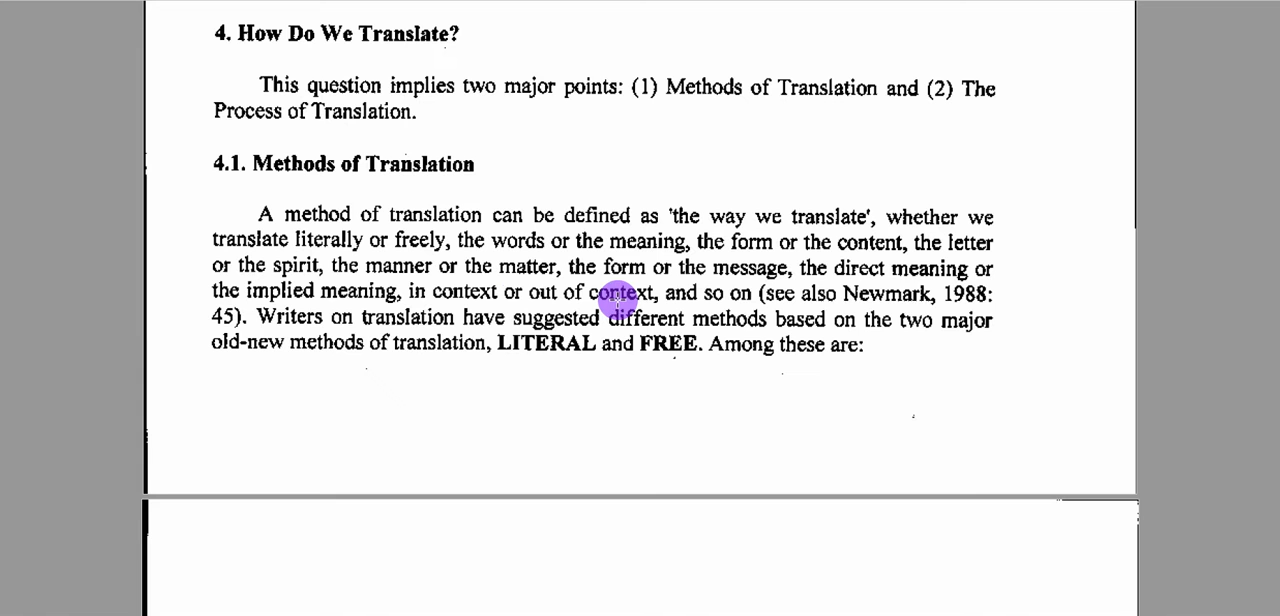 4. How Do We Translate?
This question implies two major points: (1) Methods of Translation and (2) The
Process of Translation.
4.1. Methods of Translation
A method of translation can be defined as 'the way we translate', whether we
translate literally or freely, the words or the meaning, the form or the content, the letter
or the spirit, the manner or the matter, the form or the message, the direct meaning or
the implied meaning, in context or out of context, and so on (see also Newmark, 1988:
45). Writers on translation have suggested different methods based on the two major
old-new methods of translation, LITERAL and FREE. Among these are: